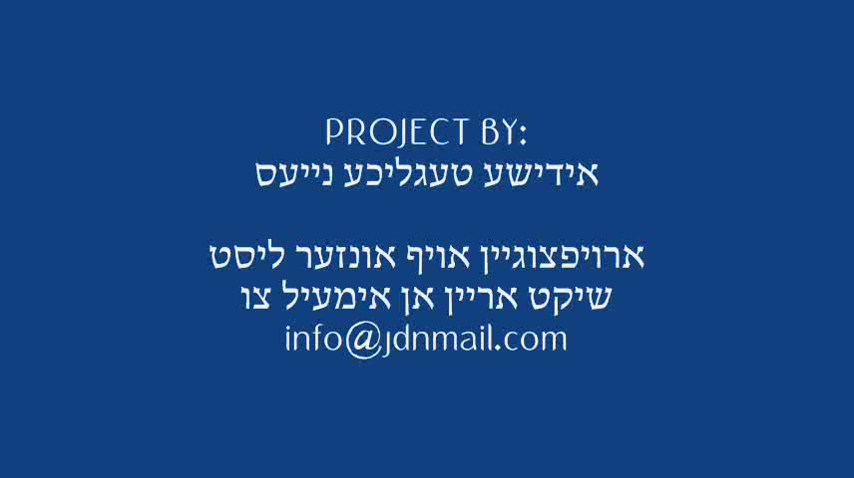 PROJECT BY:
אידישע טעגליכע נייעס
ארויפצוגיין אויף אונזער ליסט
שיקט אריין אן אימעיל צו
info@jdnmail.com